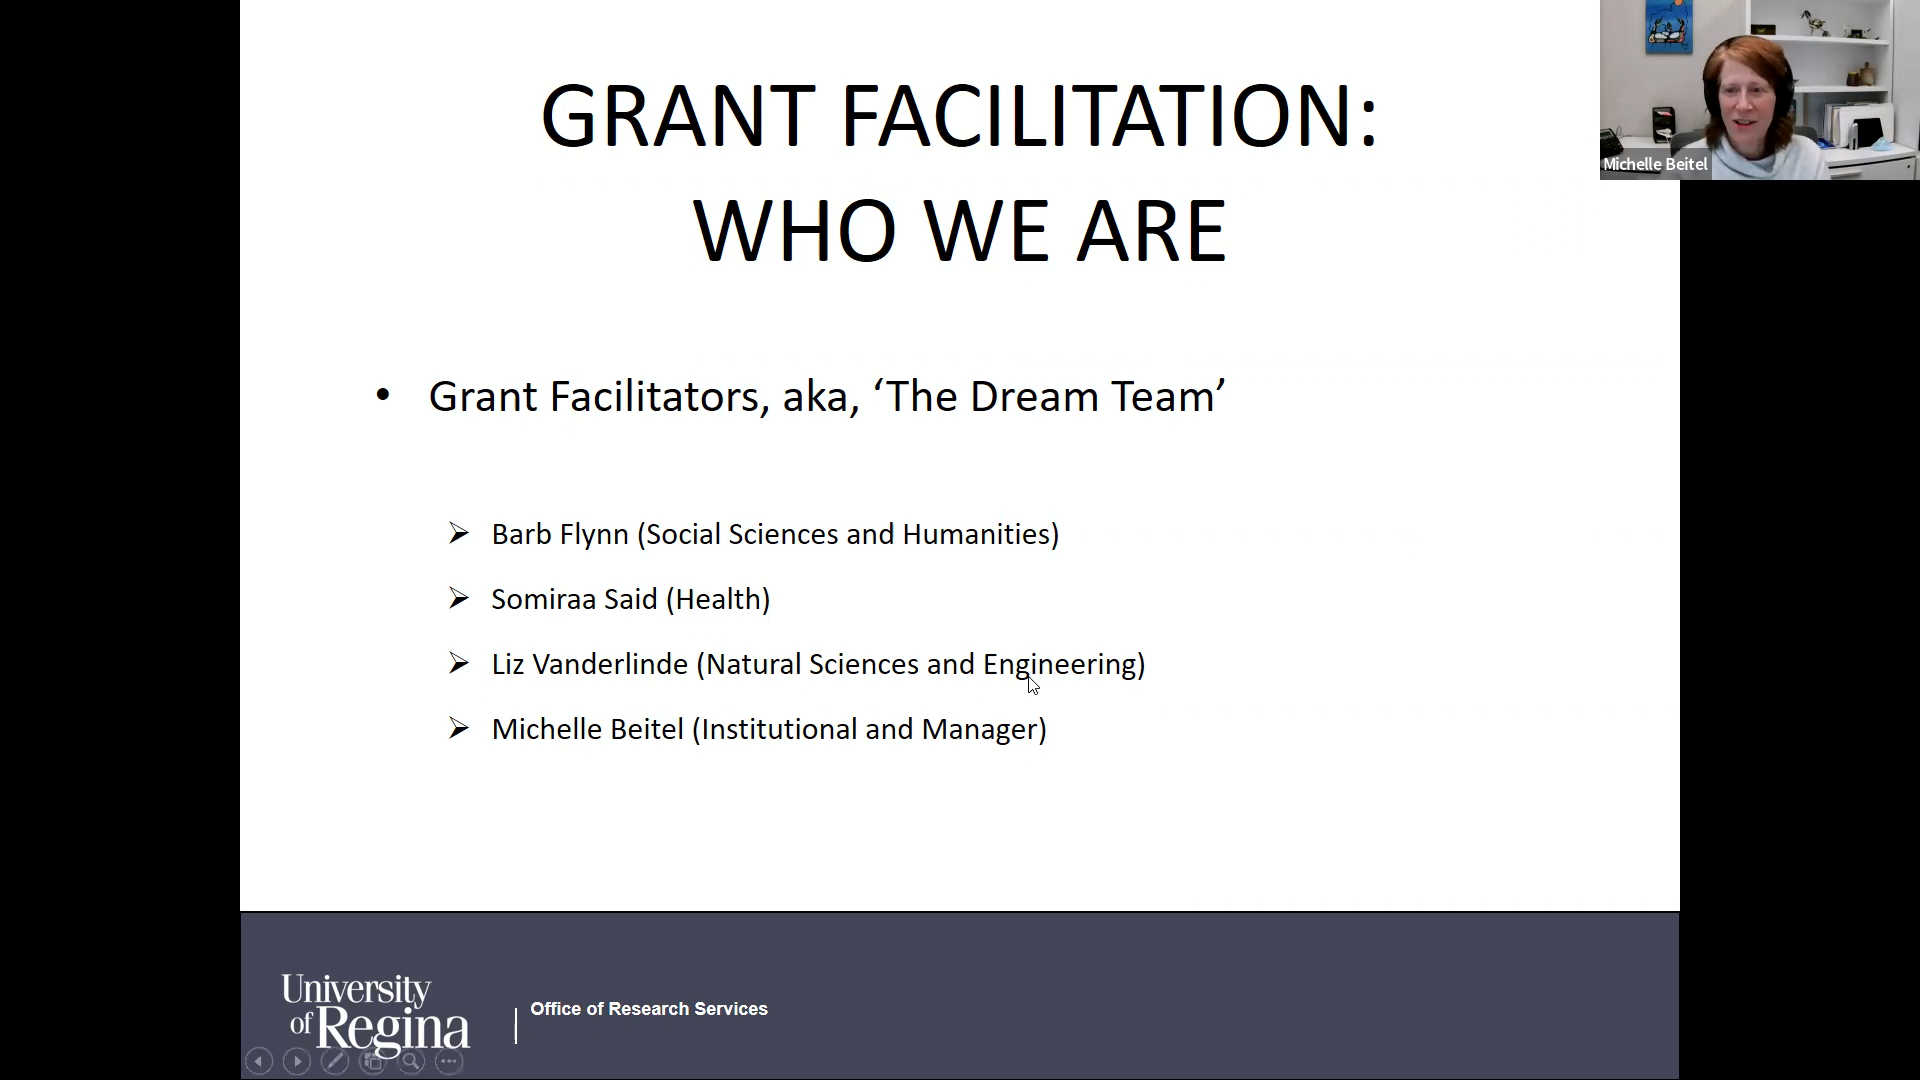 GRANT FACILITATION:
WHO WE ARE
Michelle Beitel
• Grant Facilitators, aka, ‘The Dream Team’
➢ Barb Flynn (Social Sciences and Humanities)
➢ Somiraa Said (Health)
➢ Liz Vanderlinde (Natural Sciences and Engineering)
➢ Michelle Beitel (Institutional and Manager)
University
of Regina
Office of Research Services